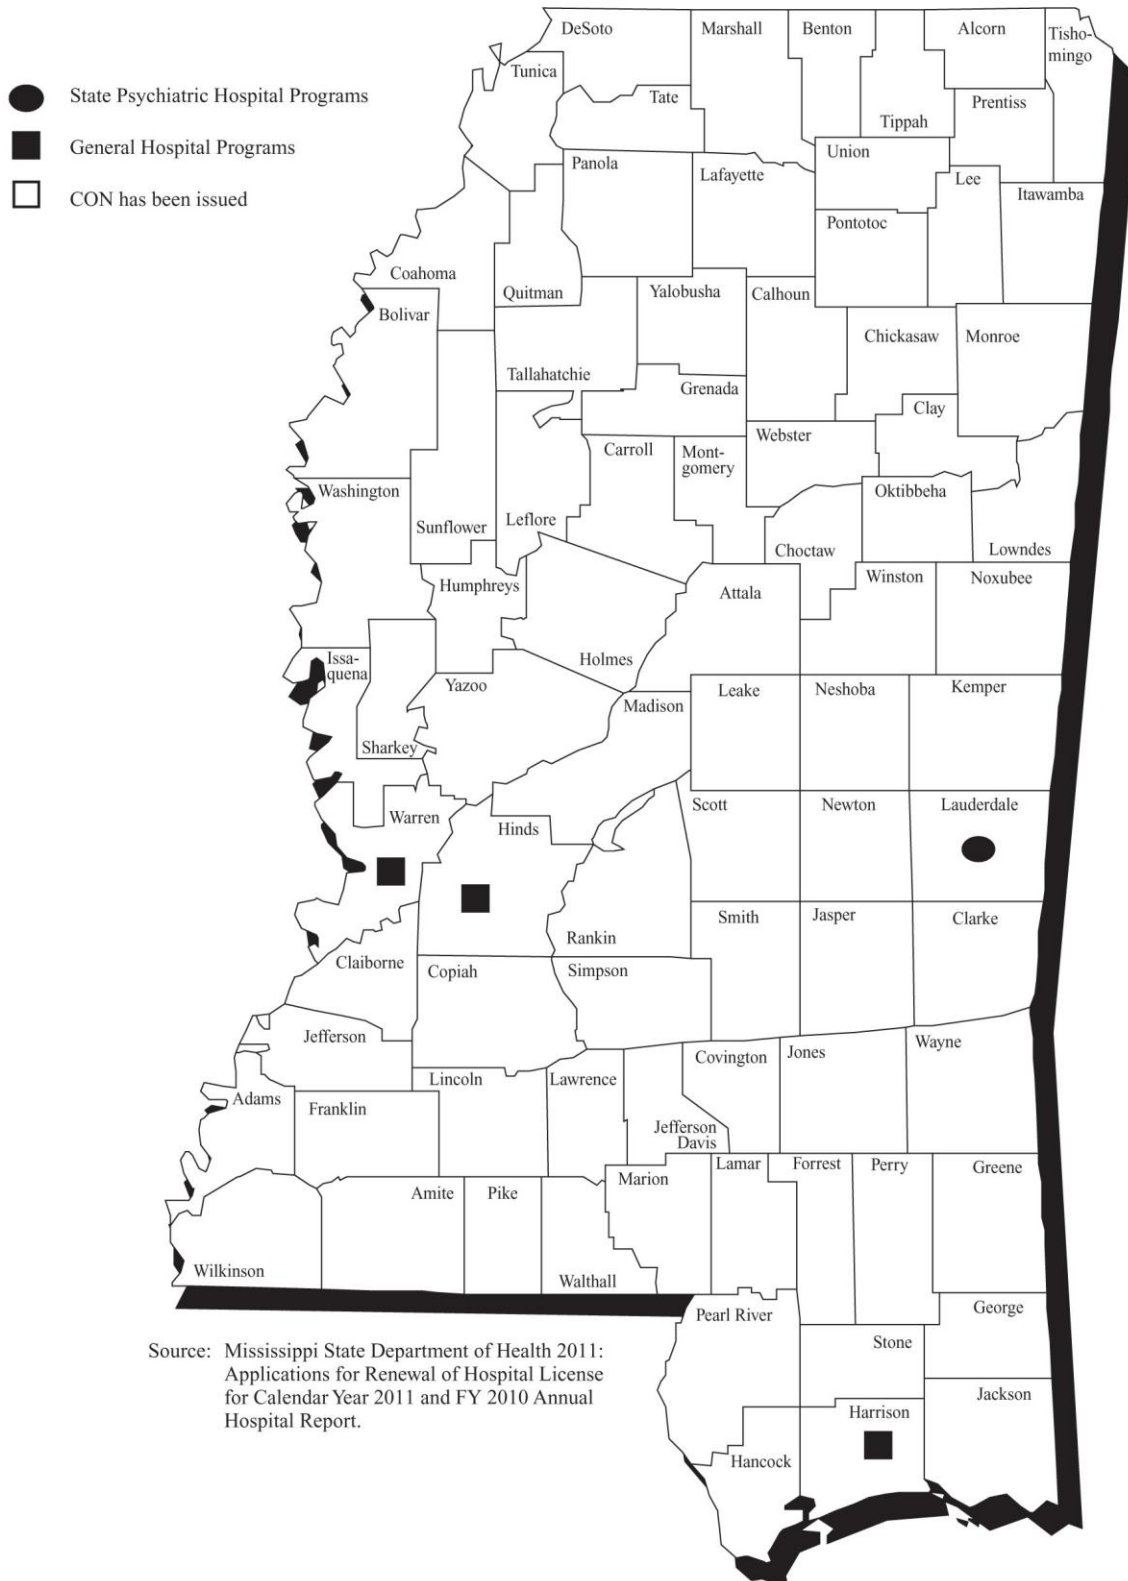 DeSoto
Marshall
Benton
Alcorn
Tisho-
mingo
Tunica
State Psychiatric Hospital Programs
Tate
Prentiss
Tippah
General Hospital Programs
Union
Panola
Lafayette
Lee
CON has been issued
Itawamba
Pontotoc
Coahoma
Quitman
Yalobusha
Calhoun
Bolivar
Chickasaw
Monroe
Tallahatchie
Grenada
Clay
Webster
Carroll
Mont-
gomery
Washington
Oktibbeha
Sunflower
Leflore
Choctaw
Lowndes
Humphreys
Attala
Winston
Noxubee
Issa-
quena
Holmes
Yazoo
Leake
Neshoba
Kemper
Madison
Sharkey
Scott
Newton
Lauderdale
Warren
Hinds
Smith
Jasper
Clarke
Rankin
Claiborne
Copiah
Simpson
Jefferson
Wayne
Covington
Jones
Lincoln
Lawrence
Adams
Franklin
Jefferson
Davis
Lamar
Forrest
Perry
Greene
Marion
Amite
Pike
Wilkinson
Walthall
Pearl River
George
Stone
Source: Mississippi State Department of Health 2011:
Applications for Renewal of Hospital License
for Calendar Year 2011 and FY 2010 Annual
Hospital Report.
Jackson
Harrison
Hancock